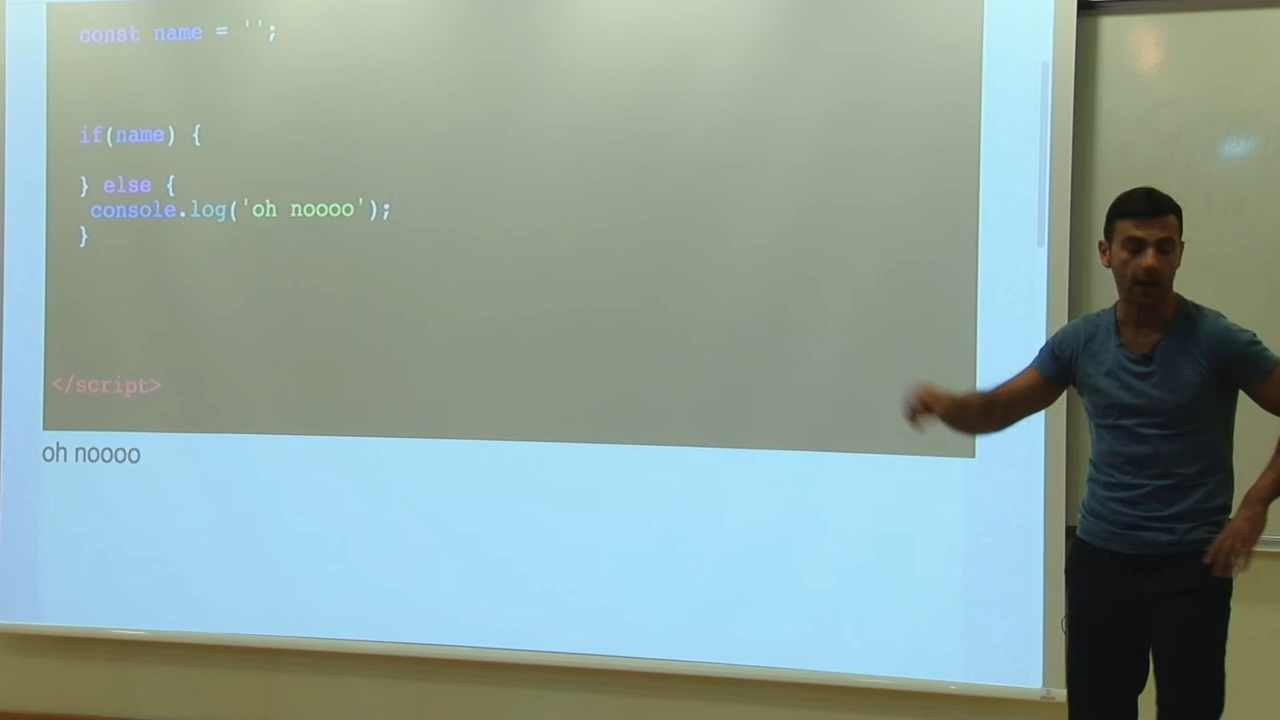 const name = '';
if(name) {
} else {
console.log('oh noooo');
}
</script>
oh noooo